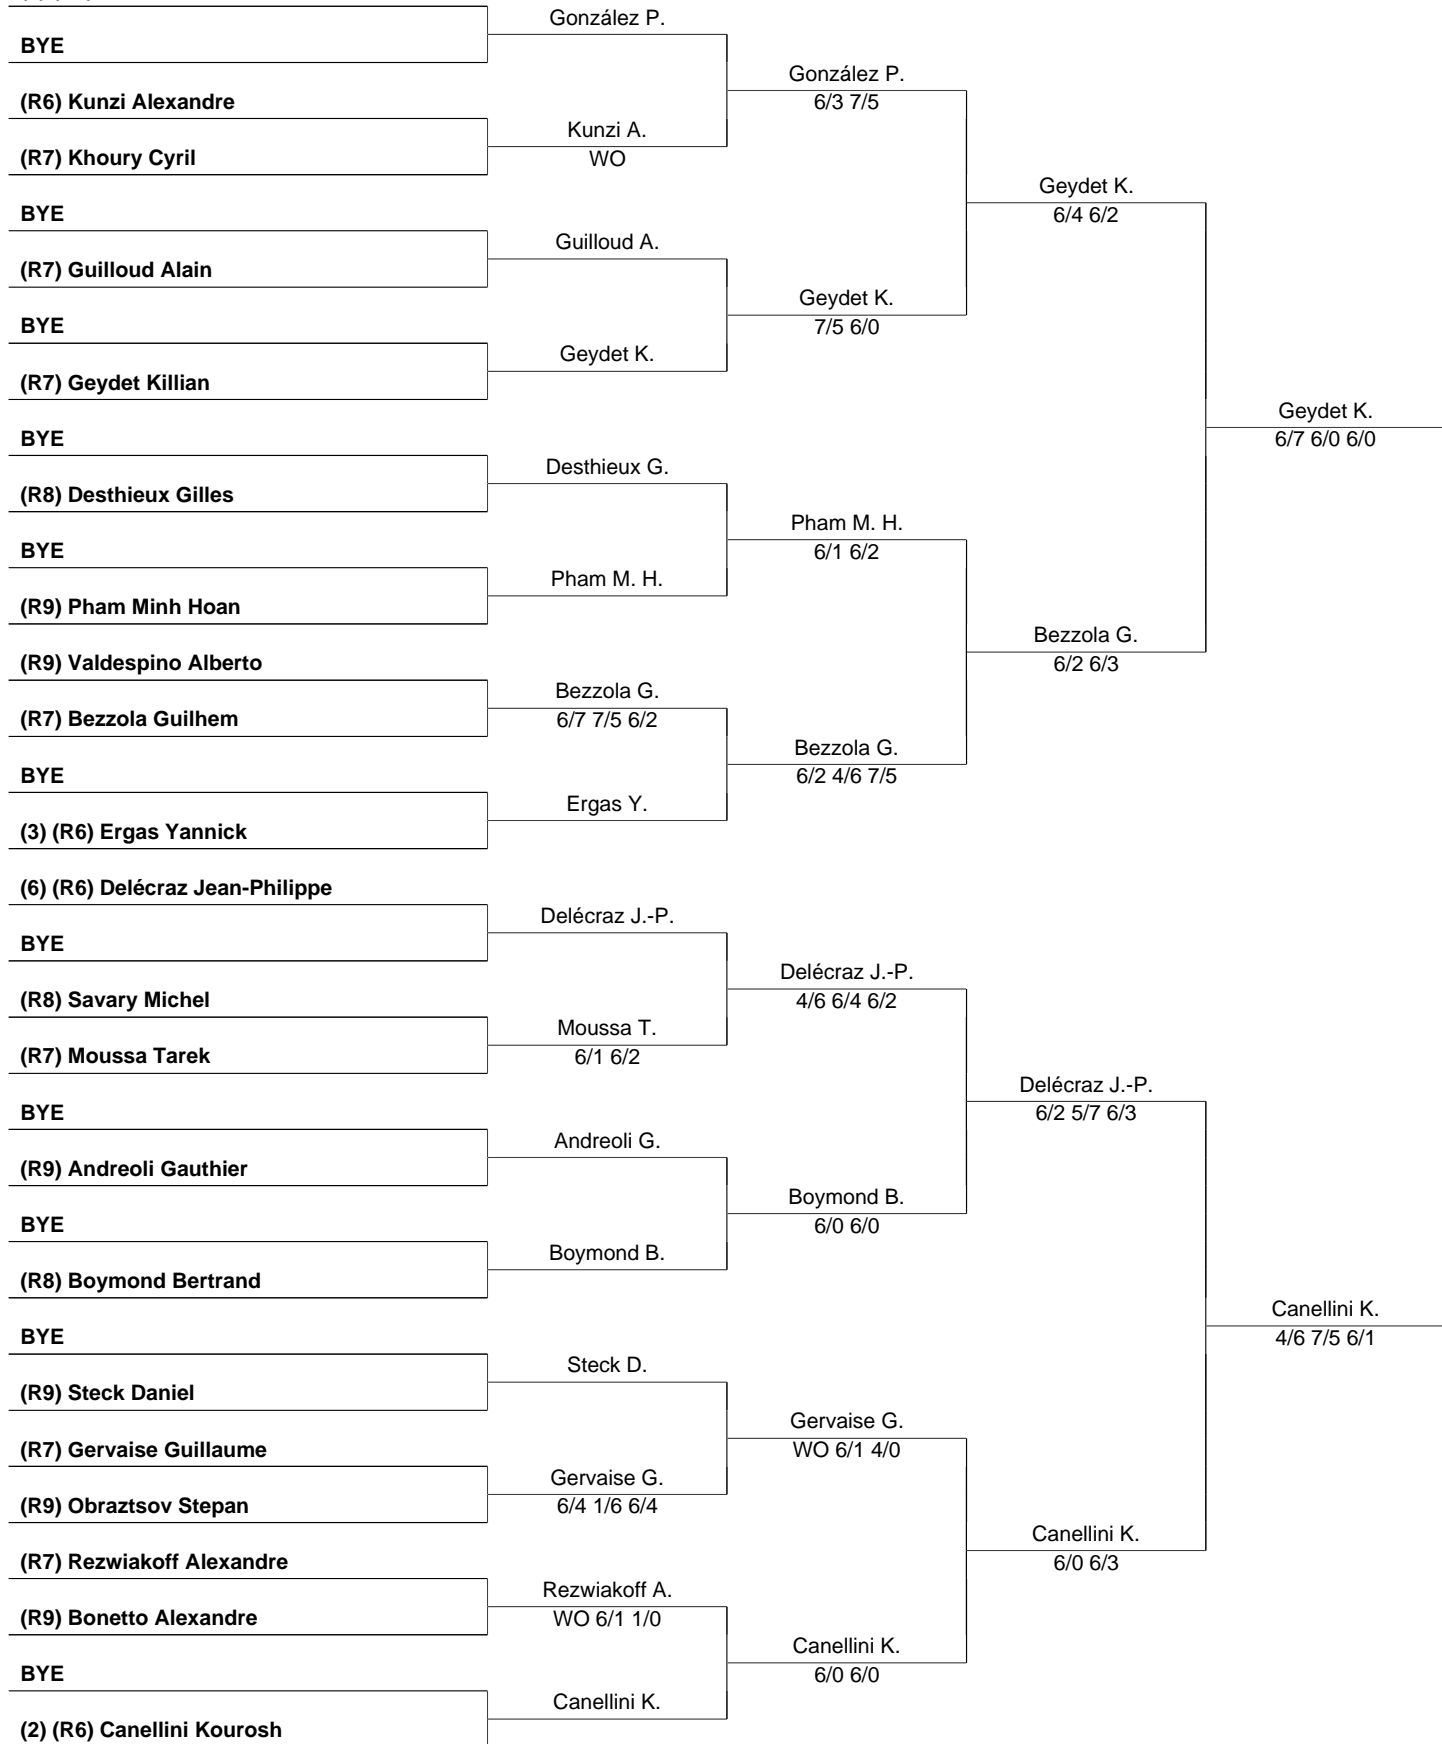 González P.
BYE
González P.
6/3 7/5
(R6) Kunzi Alexandre
Kunzi A.
WO
(R7) Khoury Cyril
Geydet K.
6/4 6/2
BYE
Guilloud A.
(R7) Guilloud Alain
Geydet K.
7/5 6/0
BYE
Geydet K.
(R7) Geydet Killian
Geydet K.
6/7 6/0 6/0
BYE
Desthieux G.
(R8) Desthieux Gilles
Pham M. H.
6/1 6/2
BYE
Pham M. H.
(R9) Pham Minh Hoan
Bezzola G.
6/2 6/3
(R9) Valdespino Alberto
Bezzola G.
6/7 7/5 6/2
(R7) Bezzola Guilhem
Bezzola G.
6/2 4/6 7/5
BYE
Ergas Y.
(3) (R6) Ergas Yannick
(6) (R6) Delécraz Jean-Philippe
Delécraz J.-P.
BYE
Delécraz J.-P.
4/6 6/4 6/2
(R8) Savary Michel
Moussa T.
6/1 6/2
(R7) Moussa Tarek
Delécraz J.-P.
6/2 5/7 6/3
BYE
Andreoli G.
(R9) Andreoli Gauthier
Boymond B.
6/0 6/0
BYE
Boymond B.
(R8) Boymond Bertrand
Canellini K.
4/6 7/5 6/1
BYE
Steck D.
(R9) Steck Daniel
Gervaise G.
WO 6/1 4/0
(R7) Gervaise Guillaume
Gervaise G.
6/4 1/6 6/4
(R9) Obraztsov Stepan
Canellini K.
6/0 6/3
(R7) Rezwiakoff Alexandre
Rezwiakoff A.
WO 6/1 1/0
(R9) Bonetto Alexandre
Canellini K.
6/0 6/0
BYE
Canellini K.
(2) (R6) Canellini Kourosh